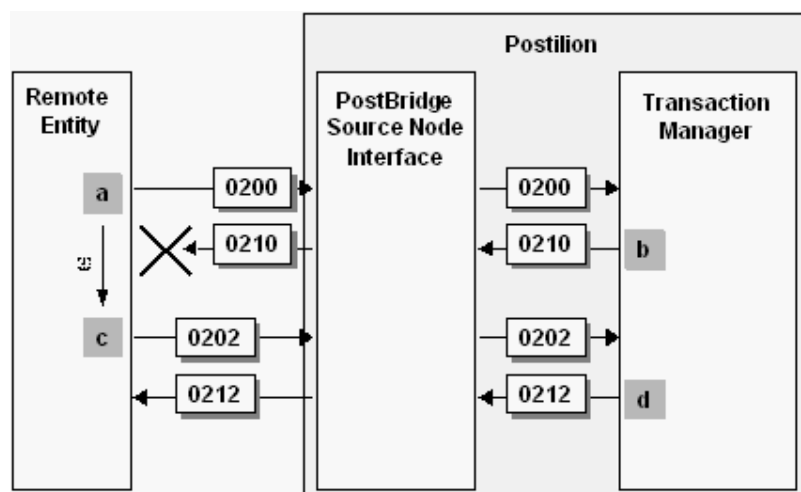 Postilion
Remote
Entity
PostBridge
Source Node
Interface
Transaction
Manager
a
0200
0200
0210
0210
b
c
0202
0202
0212
0212
d